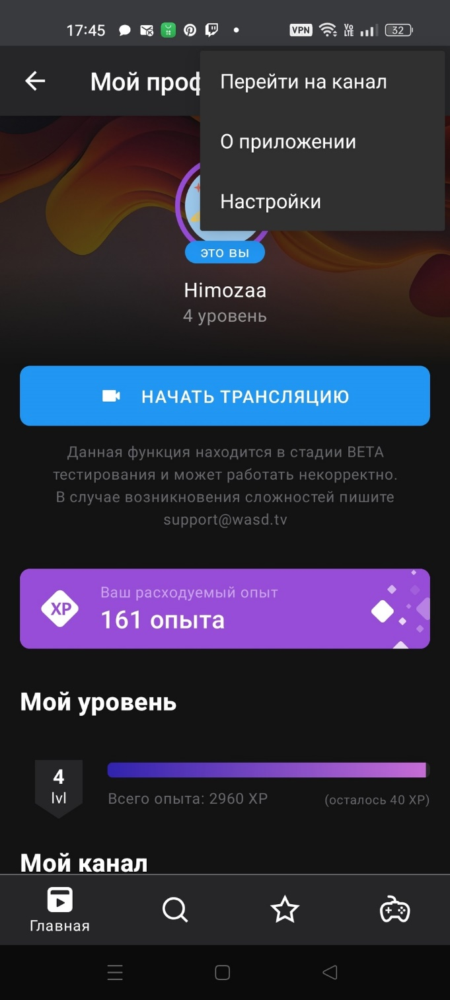 17:45
VPN
Vo
LTE
32
Мой проф
Перейти на канал
О приложении
Настройки
это вы
Himozaa
4 уровень
НАЧАТЬ ТРАНСЛЯЦИЮ
Данная функция находится в стадии BETA
тестирования и может работать некорректно.
В случае возникновения сложностей пишите
support@wasd.tv
XP
Ваш расходуемый опыт
161 опыта
Мой уровень
4
lvl
Всего опыта: 2960 XP
(осталось 40 XP)
Мой канал
Главная